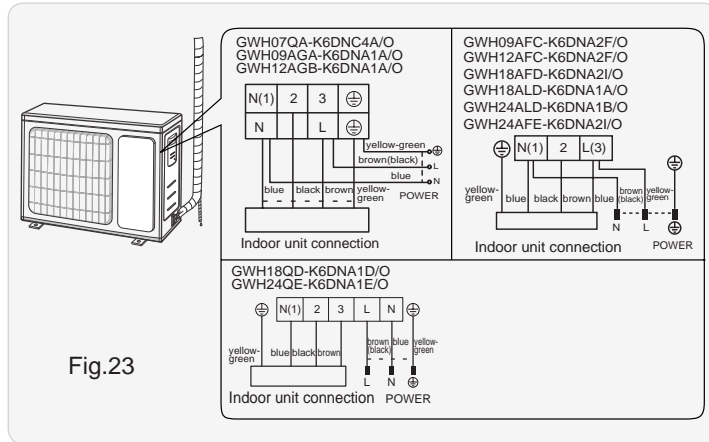 GWH07QA-K6DNC4A/O
GWH09AGA-K6DNA1A/O
GWH12AGB-K6DNA1A/O
N(1) 2 3
N L
yellow-green
brown(black) L
blue N
blue black brown yellow-green POWER
Indoor unit connection
GWH09AFC-K6DNA2F/O
GWH12AFC-K6DNA2F/O
GWH18AFD-K6DNA2I/O
GWH18ALD-K6DNA1A/O
GWH24ALD-K6DNA1B/O
GWH24AFE-K6DNA2I/O
N(1) 2 L(3)
yellow-green blue black brown blue brown (black) yellow-green
N L
Indoor unit connection POWER
GWH18QD-K6DNA1D/O
GWH24QE-K6DNA1E/O
N(1) 2 3 L N
yellow-green blue black brown brown (black) blue yellow-green
L N
Indoor unit connection POWER
Fig.23